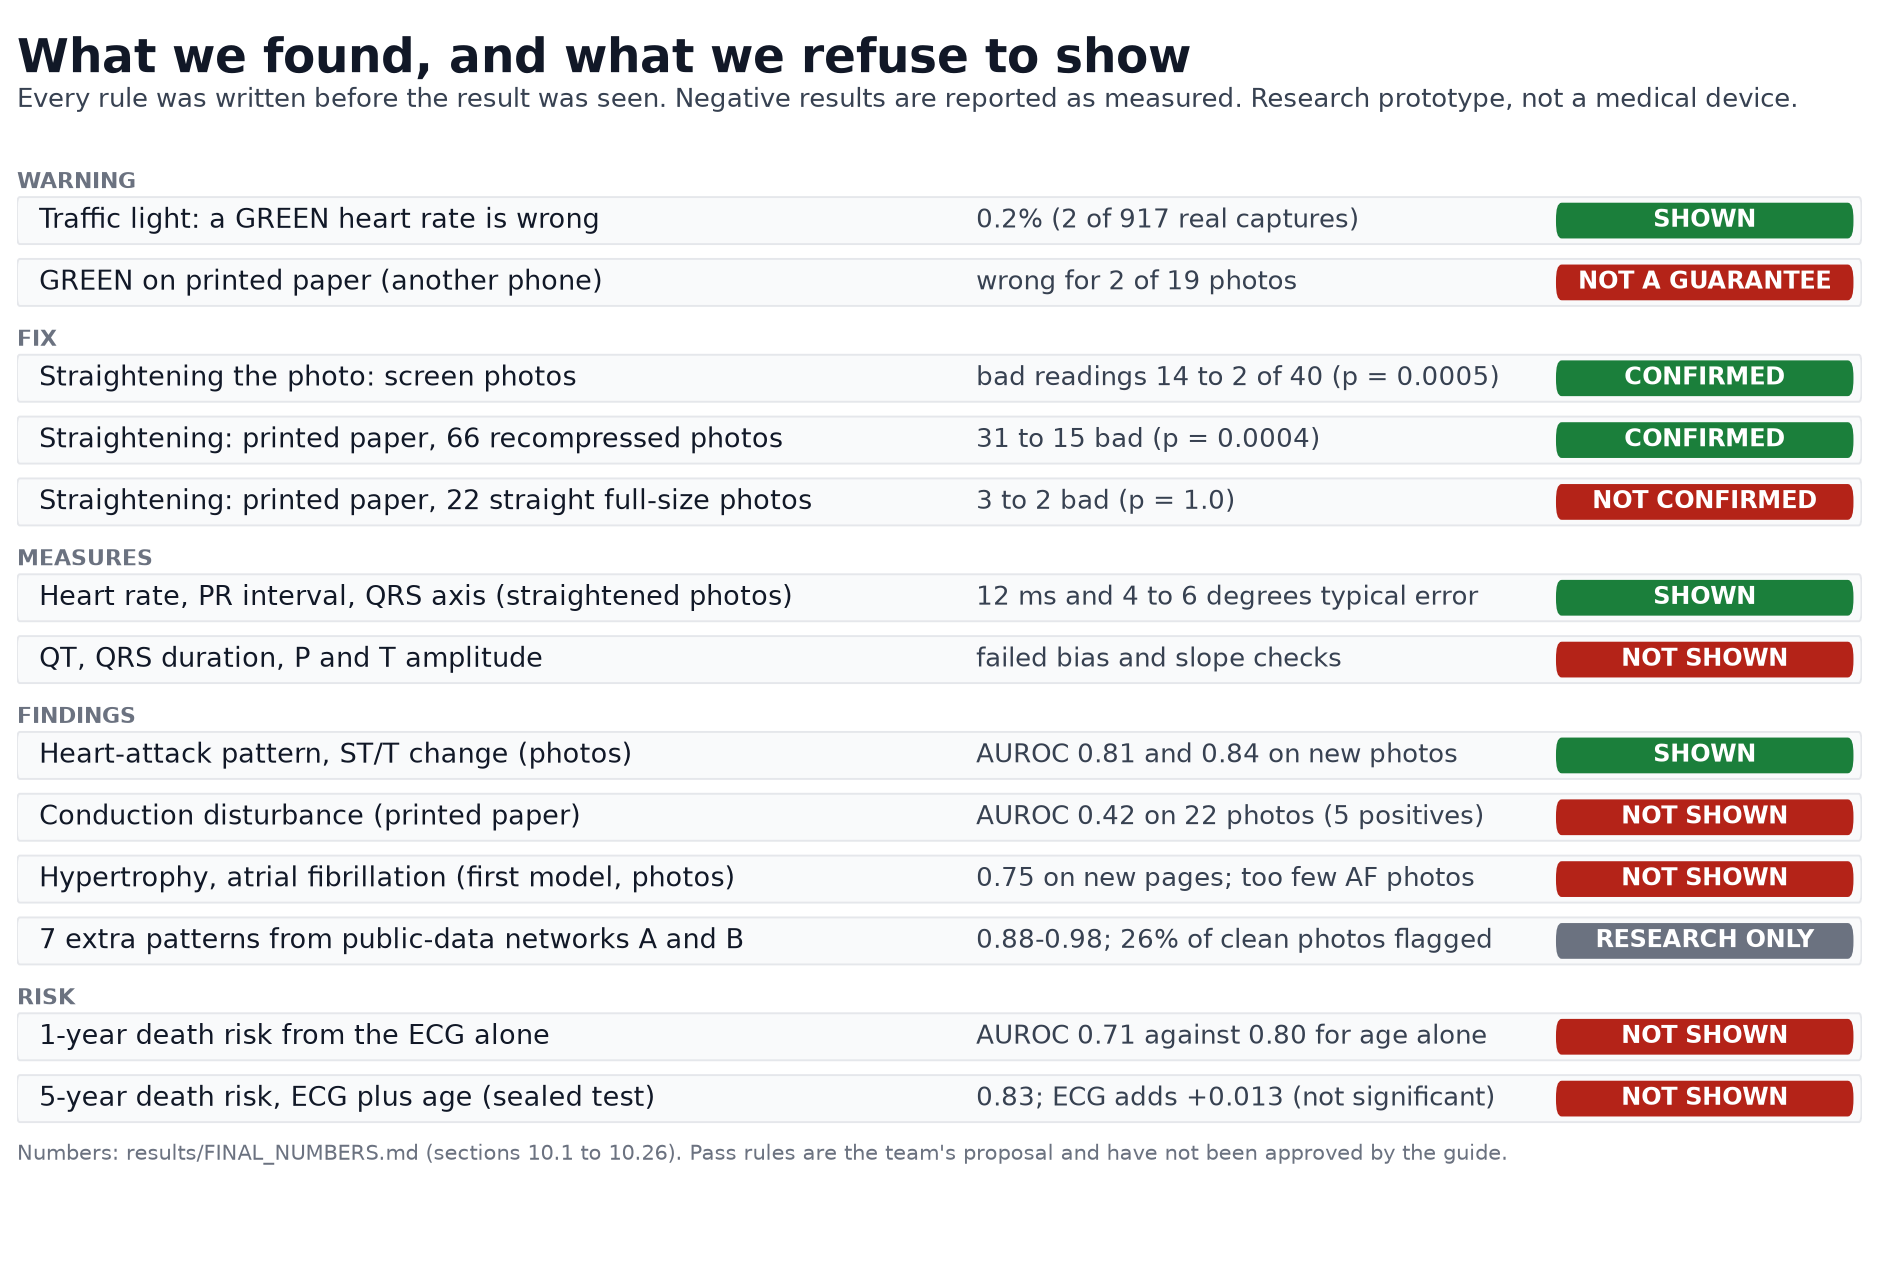 What we found, and what we refuse to show
Every rule was written before the result was seen. Negative results are reported as measured. Research prototype, not a medical device.
WARNING
Traffic light: a GREEN heart rate is wrong 0.2% (2 of 917 real captures) SHOWN
GREEN on printed paper (another phone) wrong for 2 of 19 photos NOT A GUARANTEE
FIX
Straightening the photo: screen photos bad readings 14 to 2 of 40 (p = 0.0005) CONFIRMED
Straightening: printed paper, 66 recompressed photos 31 to 15 bad (p = 0.0004) CONFIRMED
Straightening: printed paper, 22 straight full-size photos 3 to 2 bad (p = 1.0) NOT CONFIRMED
MEASURES
Heart rate, PR interval, QRS axis (straightened photos) 12 ms and 4 to 6 degrees typical error SHOWN
QT, QRS duration, P and T amplitude failed bias and slope checks NOT SHOWN
FINDINGS
Heart-attack pattern, ST/T change (photos) AUROC 0.81 and 0.84 on new photos SHOWN
Conduction disturbance (printed paper) AUROC 0.42 on 22 photos (5 positives) NOT SHOWN
Hypertrophy, atrial fibrillation (first model, photos) 0.75 on new pages; too few AF photos NOT SHOWN
7 extra patterns from public-data networks A and B 0.88-0.98; 26% of clean photos flagged RESEARCH ONLY
RISK
1-year death risk from the ECG alone AUROC 0.71 against 0.80 for age alone NOT SHOWN
5-year death risk, ECG plus age (sealed test) 0.83; ECG adds +0.013 (not significant) NOT SHOWN
Numbers: results/FINAL_NUMBERS.md (sections 10.1 to 10.26). Pass rules are the team's proposal and have not been approved by the guide.